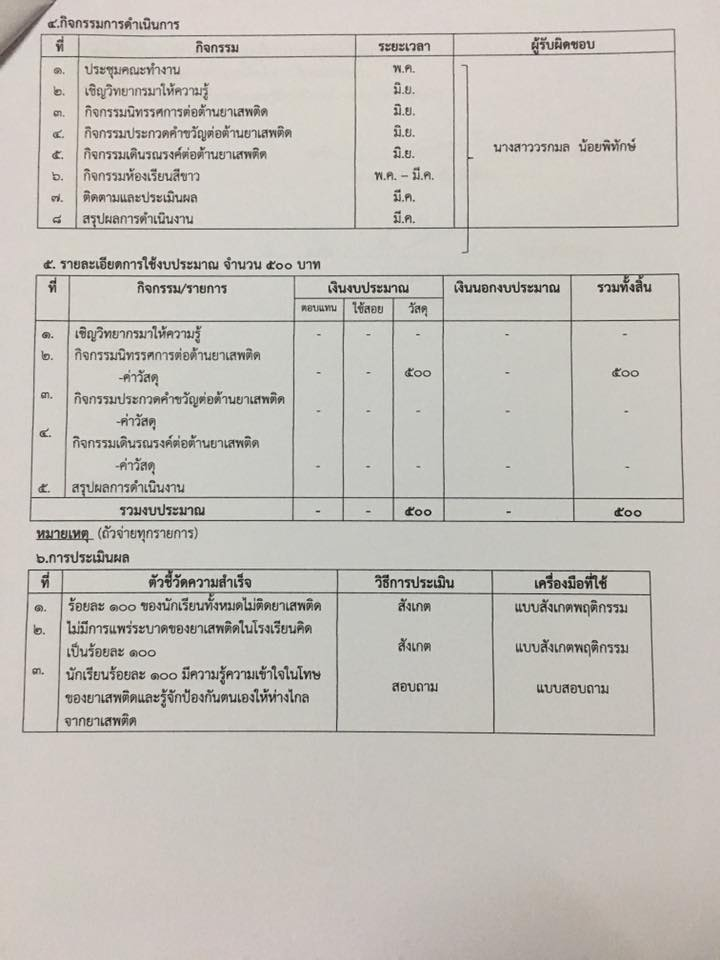 ๔.กิจกรรมการดำเนินการ
ที่ กิจกรรม ระยะเวลา ผู้รับผิดชอบ
๑. ประชุมคณะทำงาน พ.ค.
๒. เชิญวิทยากรมาให้ความรู้ มิ.ย.
๓. กิจกรรมนิทรรศการต่อต้านยาเสพติด มิ.ย.
๔. กิจกรรมประกวดคำขวัญต่อต้านยาเสพติด มิ.ย.
๕. กิจกรรมเดินรณรงค์ต่อต้านยาเสพติด มิ.ย. นางสาววรกมล น้อยพิทักษ์
๖. กิจกรรมห้องเรียนสีขาว พ.ค. – มี.ค.
๗. ติดตามและประเมินผล มี.ค.
๘ สรุปผลการดำเนินงาน มี.ค.
๕. รายละเอียดการใช้งบประมาณ จำนวน ๕๐๐ บาท
ที่ กิจกรรม/รายการ เงินงบประมาณ เงินนอกงบประมาณ รวมทั้งสิ้น
ตอบแทน ใช้สอย วัสดุ
๑. เชิญวิทยากรมาให้ความรู้ - - - - -
๒. กิจกรรมนิทรรศการต่อต้านยาเสพติด
-ค่าวัสดุ - - ๕๐๐ - ๕๐๐
๓. กิจกรรมประกวดคำขวัญต่อต้านยาเสพติด
-ค่าวัสดุ - - - - -
๔. กิจกรรมเดินรณรงค์ต่อต้านยาเสพติด
-ค่าวัสดุ - - - - -
๕. สรุปผลการดำเนินงาน
รวมงบประมาณ - - ๕๐๐ - ๕๐๐
หมายเหตุ (ถัวจ่ายทุกรายการ)
๖.การประเมินผล
ที่ ตัวชี้วัดความสำเร็จ วิธีการประเมิน เครื่องมือที่ใช้
๑. ร้อยละ ๑๐๐ ของนักเรียนทั้งหมดไม่ติดยาเสพติด สังเกต แบบสังเกตพฤติกรรม
๒. ไม่มีการแพร่ระบาดของยาเสพติดในโรงเรียนคิด
เป็นร้อยละ ๑๐๐ สังเกต แบบสังเกตพฤติกรรม
๓. นักเรียนร้อยละ ๑๐๐ มีความรู้ความเข้าใจในโทษ
ของยาเสพติดและรู้จักป้องกันตนเองให้ห่างไกล สอบถาม แบบสอบถาม
จากยาเสพติด